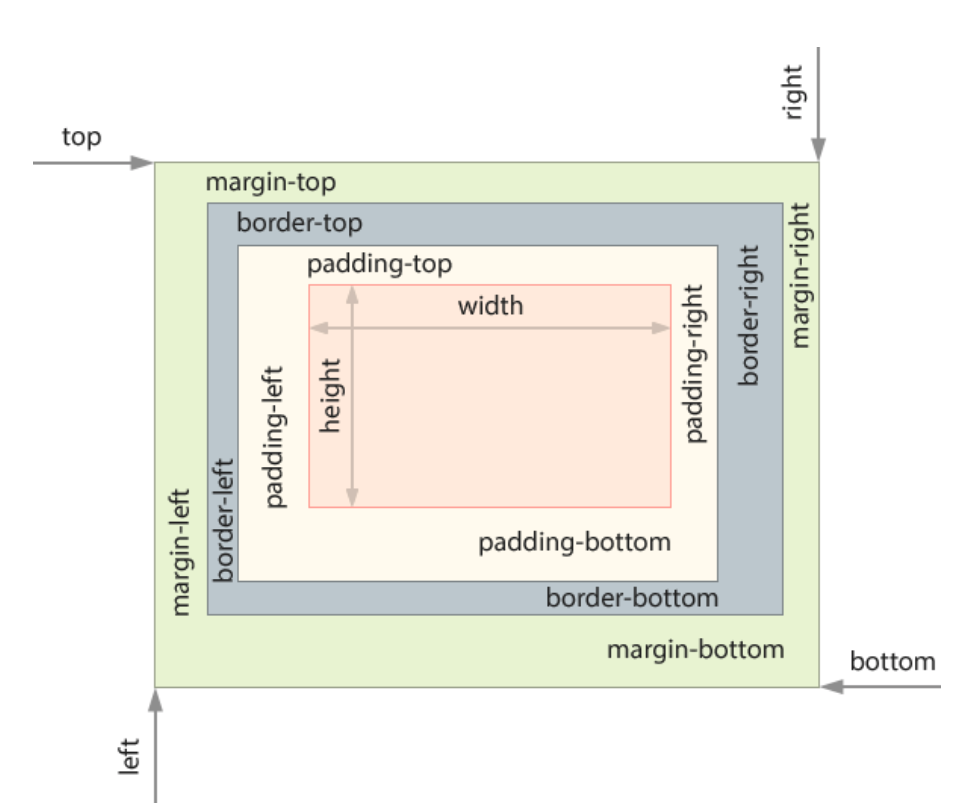 right
top
margin-top
border-top
padding-top
width
height
padding-left
padding-right
border-right
margin-right
border-left
margin-left
padding-bottom
border-bottom
margin-bottom
bottom
left